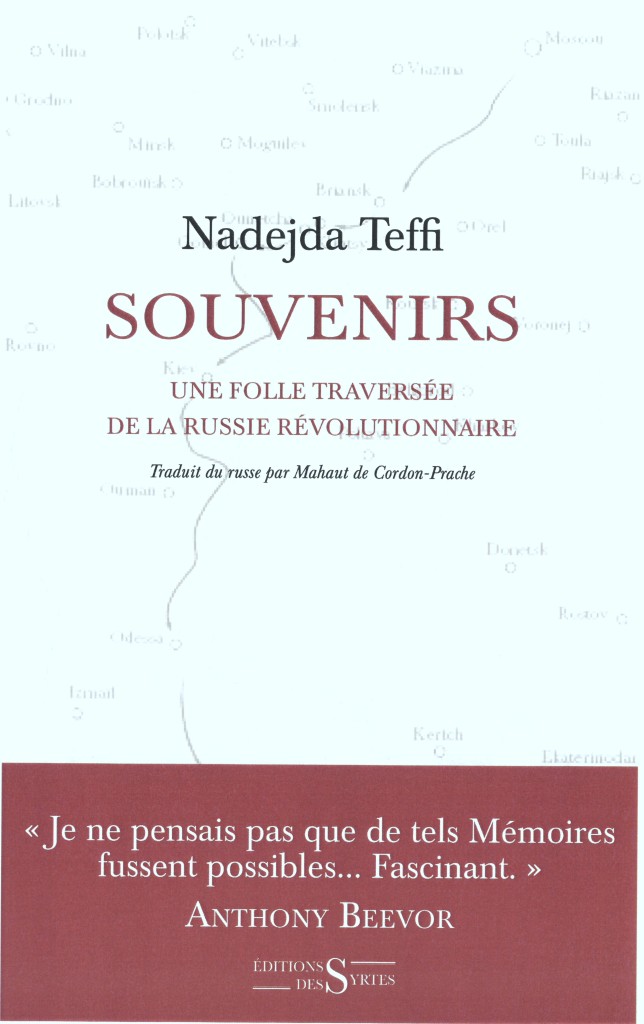 Polotsk
Vitebsk
Moscou
Vilna
Viazma
Grodno
Smolensk
Riazan
Minsk
Moguilev
Toula
Bobrouïsk
Riajsk
Litovsk
Briansk
Orel
Nadejda Teffi
SOUVENIRS
Voronej
Rovno
Kiev
UNE FOLLE TRAVERSÉE
DE LA RUSSIE RÉVOLUTIONNAIRE
Traduit du russe par Mahaut de Cordon-Prache
Ouman
Donetsk
Rostov
Odessa
Izmail
Kertch
Ekaterinodar
« Je ne pensais pas que de tels Mémoires
fussent possibles... Fascinant. »
ANTHONY BEEVOR
ÉDITIONS
DES SYRTES